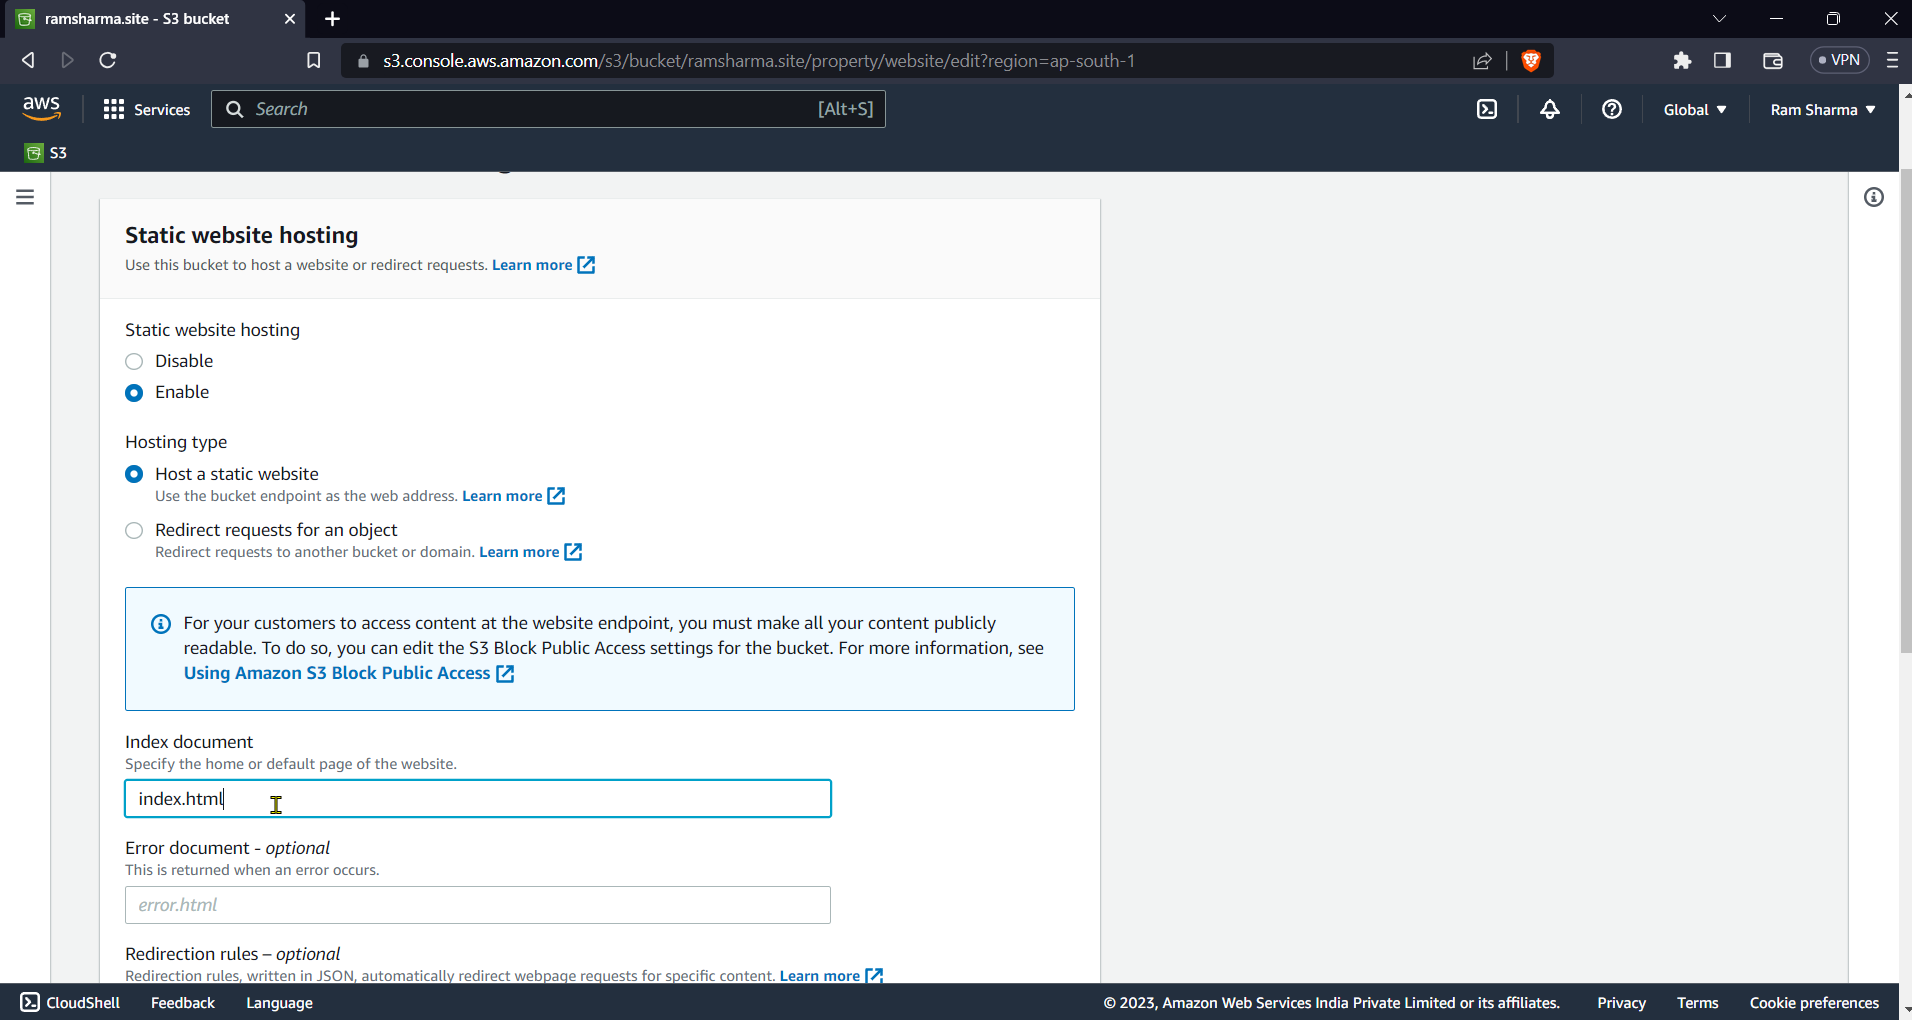 ramsharma.site - S3 bucket
s3.console.aws.amazon.com/s3/bucket/ramsharma.site/property/website/edit?region=ap-south-1
VPN
aws
Services
Search
[Alt+S]
Global
Ram Sharma
S3
Static website hosting
Use this bucket to host a website or redirect requests. Learn more
Static website hosting
Disable
Enable
Hosting type
Host a static website
Use the bucket endpoint as the web address. Learn more
Redirect requests for an object
Redirect requests to another bucket or domain. Learn more
For your customers to access content at the website endpoint, you must make all your content publicly
readable. To do so, you can edit the S3 Block Public Access settings for the bucket. For more information, see
Using Amazon S3 Block Public Access
Index document
Specify the home or default page of the website.
index.html
Error document - optional
This is returned when an error occurs.
error.html
Redirection rules – optional
Redirection rules, written in JSON, automatically redirect webpage requests for specific content. Learn more
CloudShell
Feedback
Language
© 2023, Amazon Web Services India Private Limited or its affiliates.
Privacy
Terms
Cookie preferences